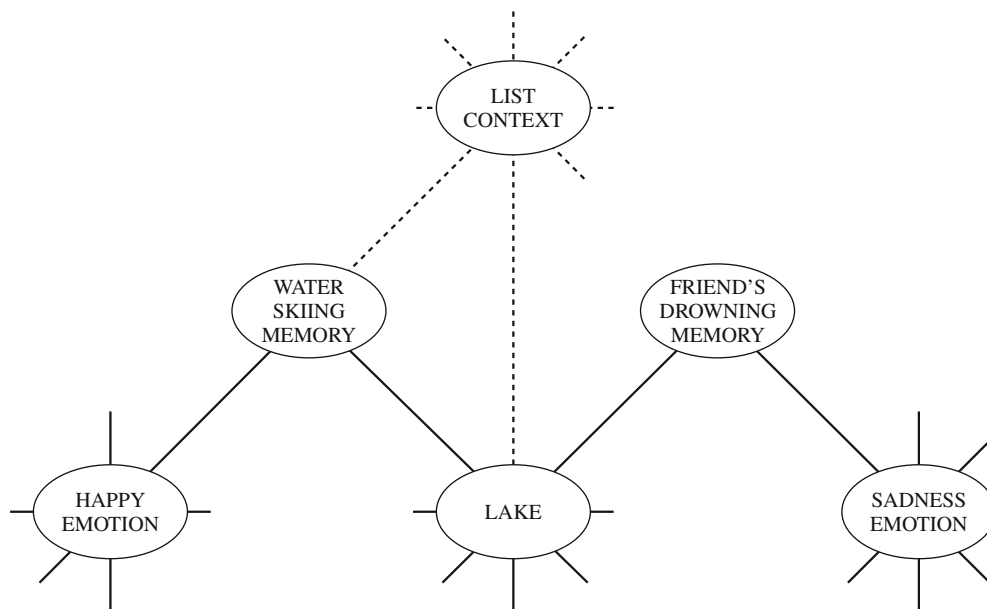 LIST
CONTEXT
WATER
SKIING
MEMORY
FRIEND'S
DROWNING
MEMORY
HAPPY
EMOTION
LAKE
SADNESS
EMOTION